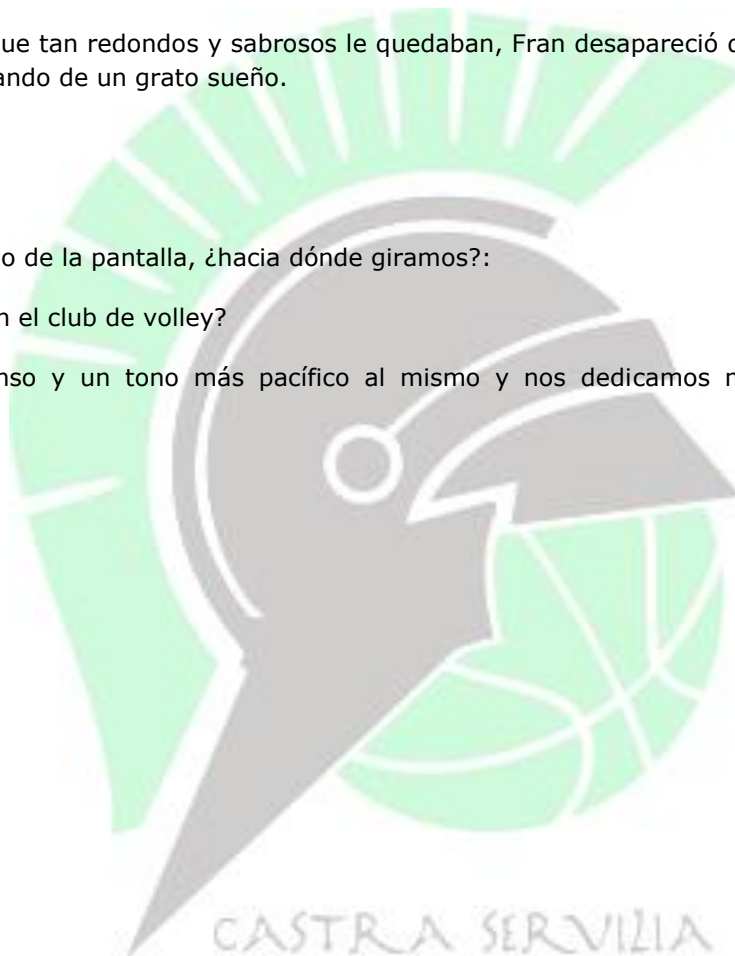 ue tan redondos y sabrosos le quedaban, Fran desapareció d
ando de un grato sueño.
o de la pantalla, ¿hacia dónde giramos?:
n el club de volley?
nso y un tono más pacífico al mismo y nos dedicamos n
CASTRA SERVILIA